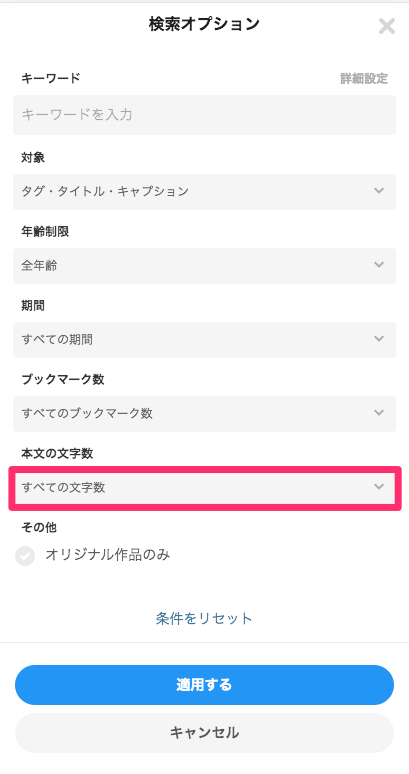 検索オプション
キーワード
詳細設定
キーワードを入力
対象
タグ・タイトル・キャプション
年齢制限
全年齢
期間
すべての期間
ブックマーク数
すべてのブックマーク数
本文の文字数
すべての文字数
その他
オリジナル作品のみ
条件をリセット
適用する
キャンセル